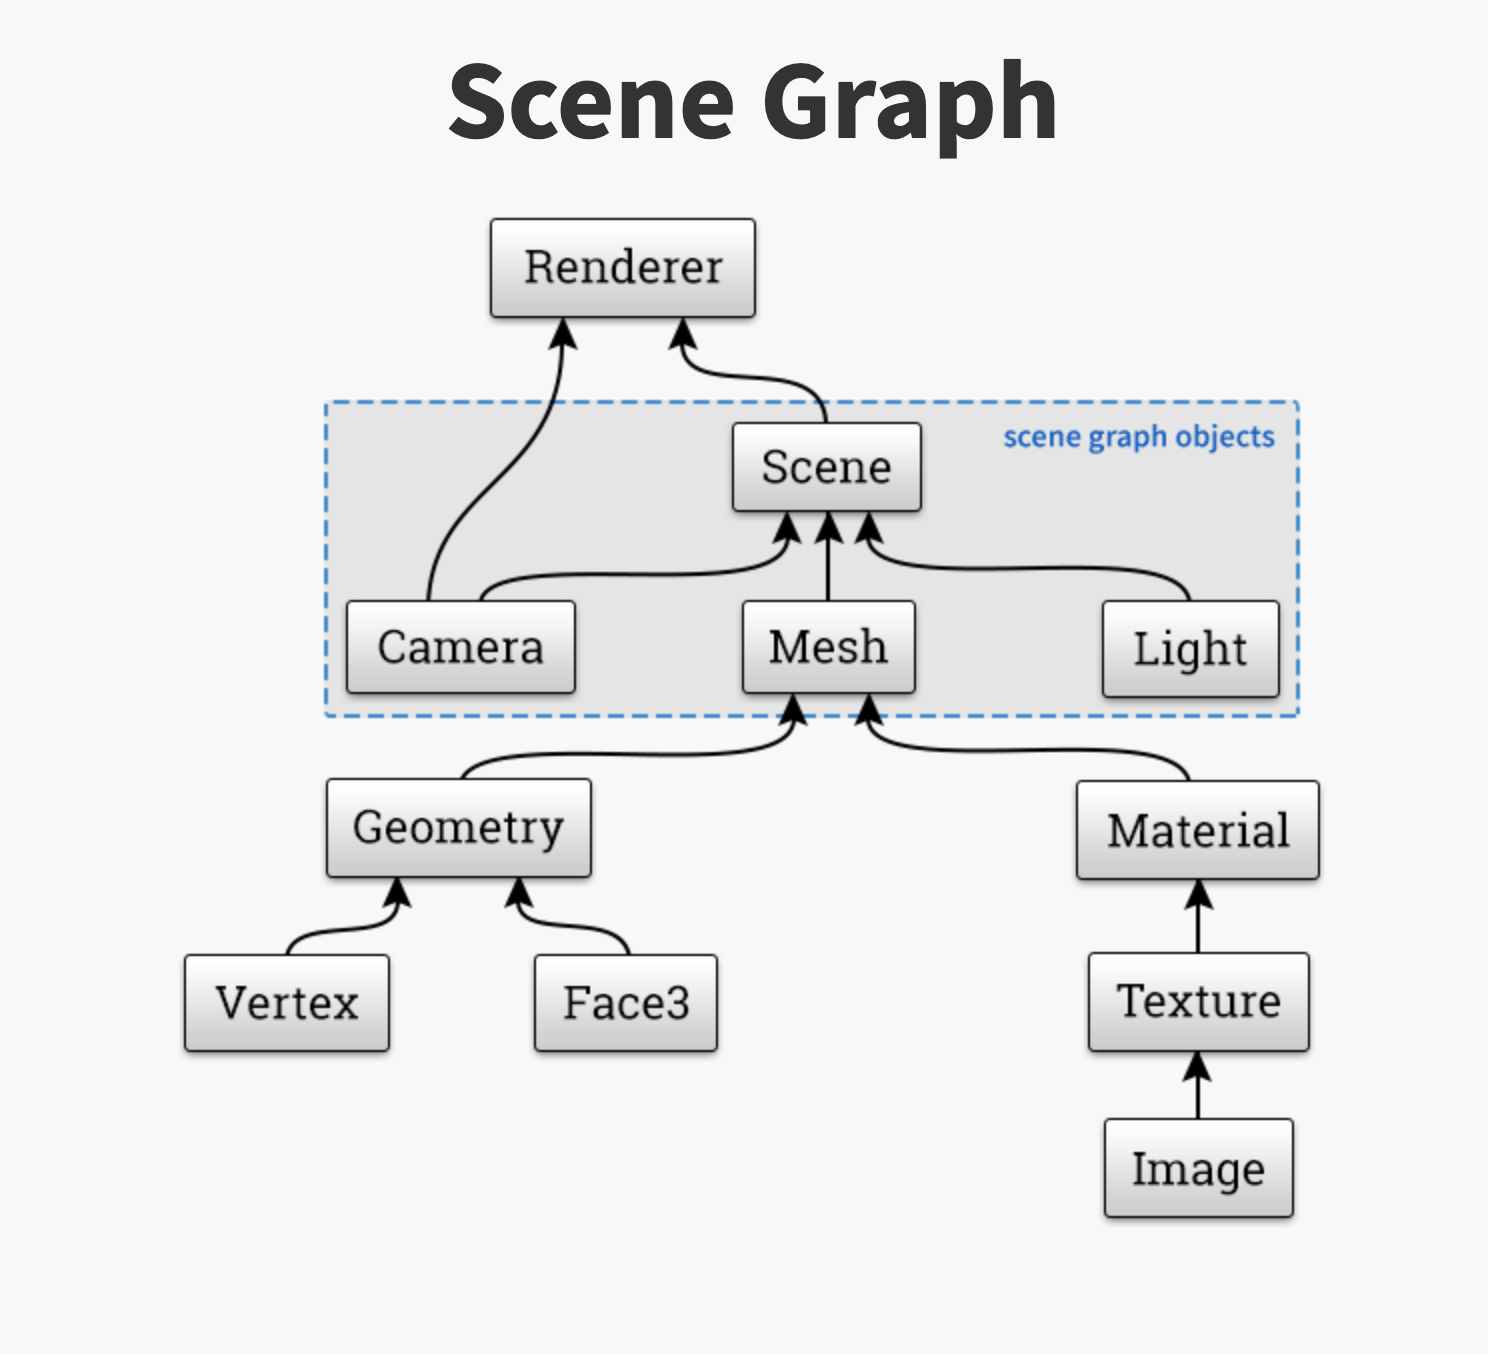 Scene Graph
Renderer
scene graph objects
Scene
Camera
Mesh
Light
Geometry
Material
Vertex
Face3
Texture
Image